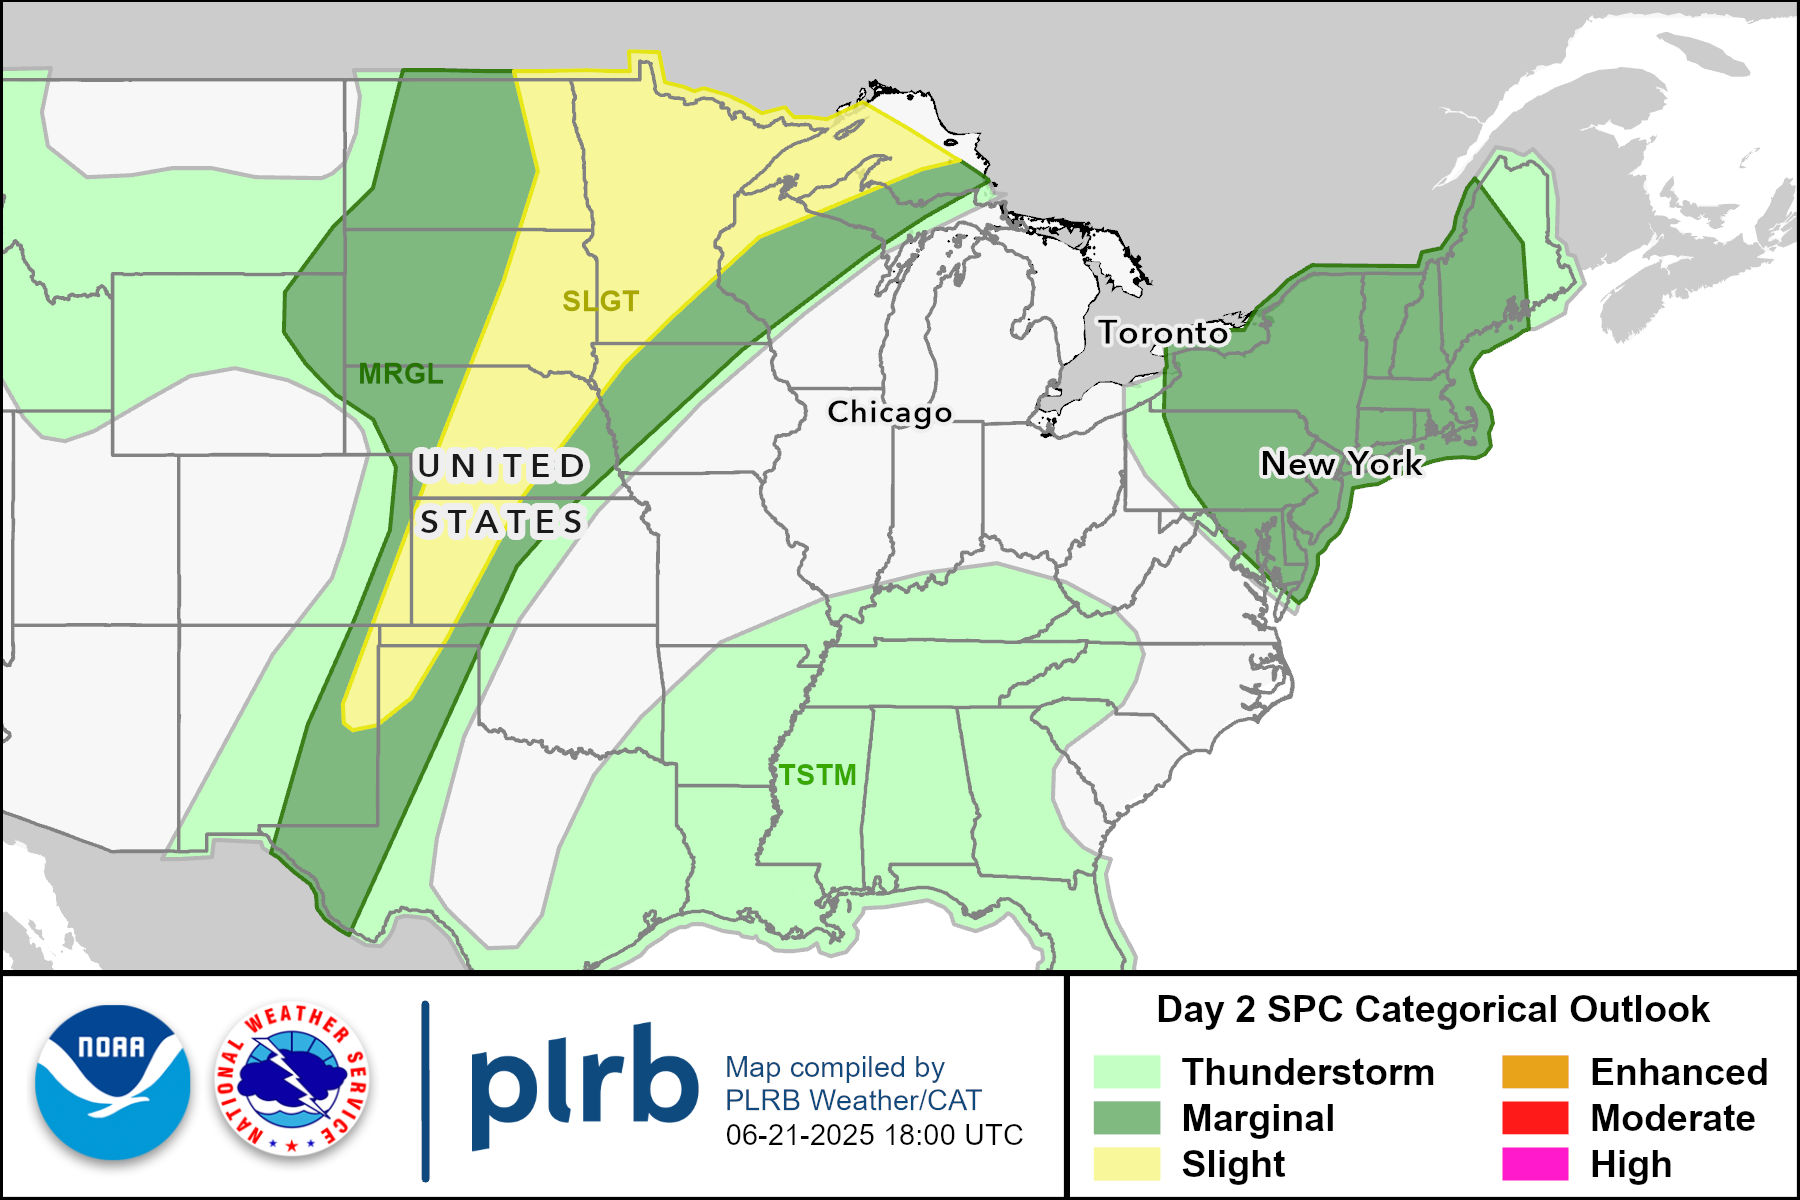 SLGT
Toronto
MRGL
Chicago
UNITED
STATES
New York
TSTM
NOAA
NATIONAL WEATHER SERVICE
plrb
Map compiled by
PLRB Weather/CAT
06-21-2025 18:00 UTC
Day 2 SPC Categorical Outlook
Thunderstorm
Marginal
Slight
Enhanced
Moderate
High